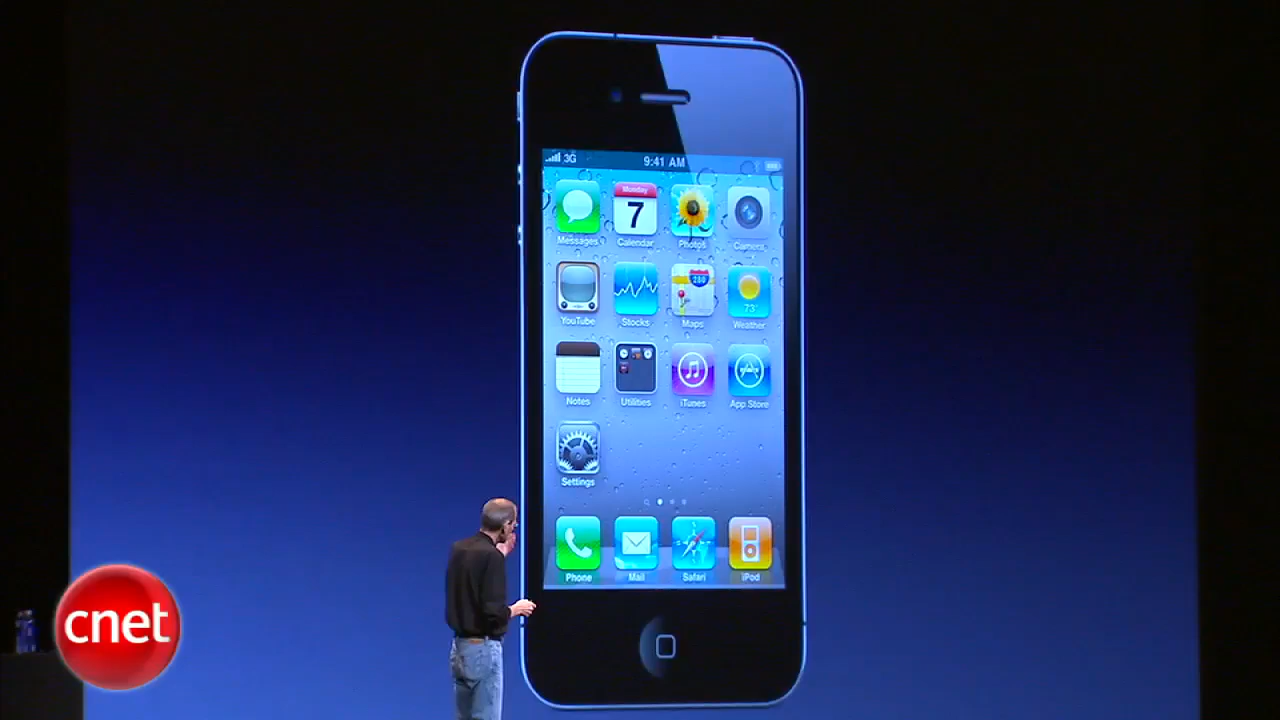 3G 9:41 AM
Monday
7
280
73°
Messages Calendar Photos Camera
YouTube Stocks Maps Weather
Notes Utilities iTunes App Store
Settings
Phone Mail Safari iPod
cnet